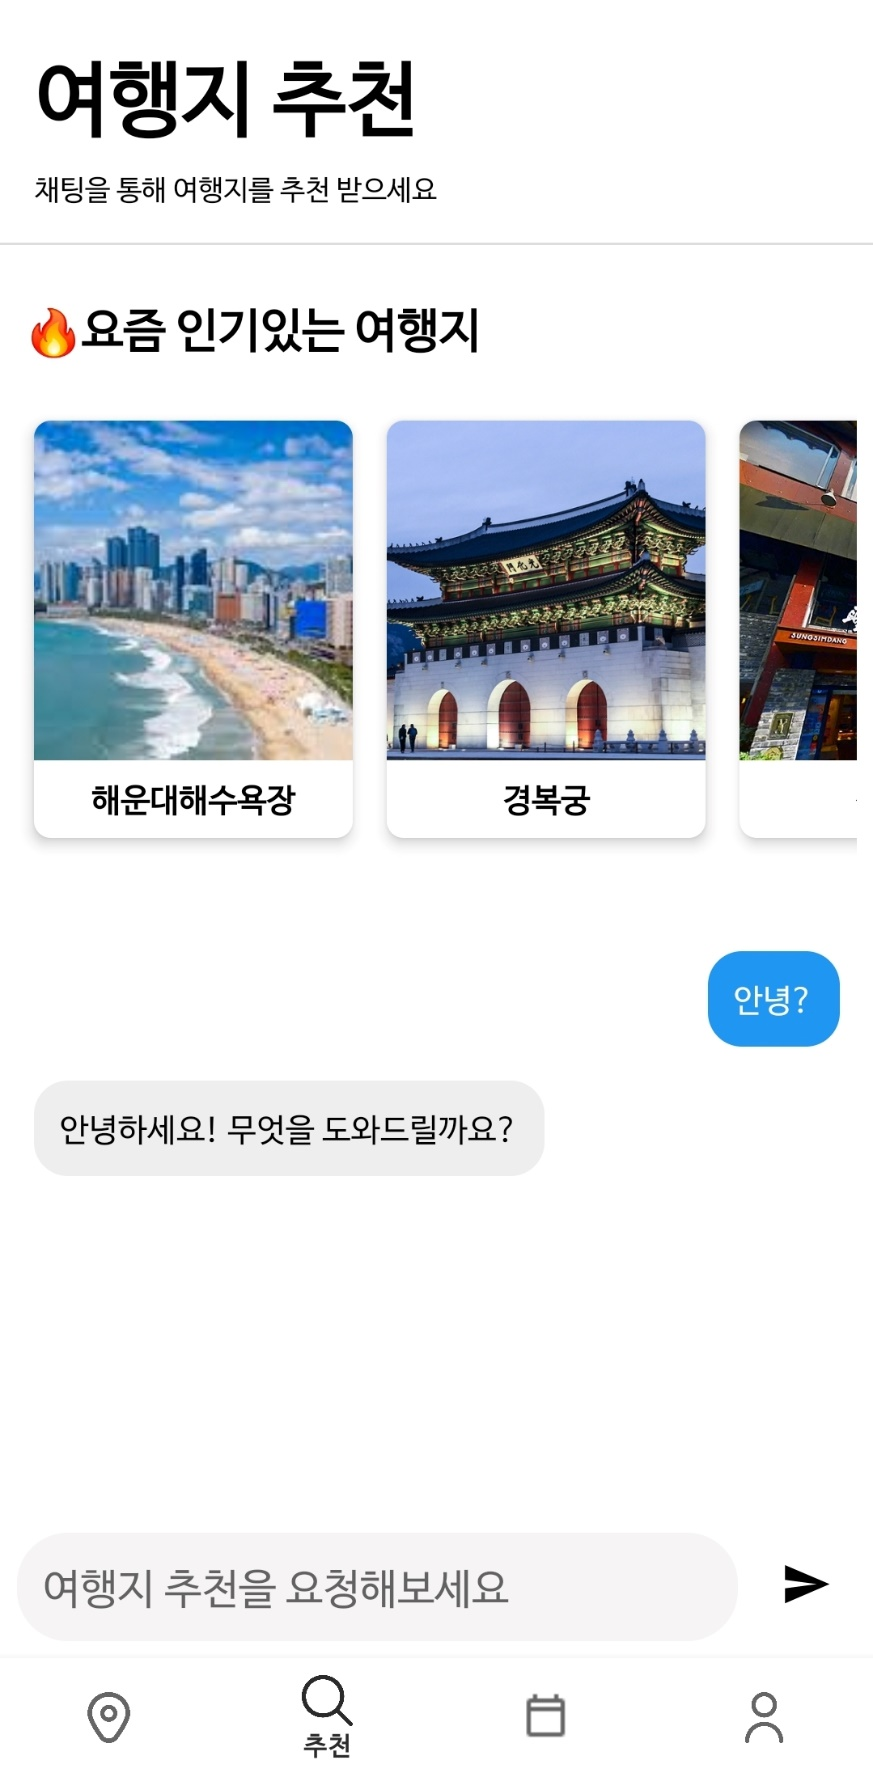 여행지 추천
채팅을 통해 여행지를 추천 받으세요
🔥요즘 인기있는 여행지
SUNGSIMDANG
해운대해수욕장
경복궁
안녕?
안녕하세요! 무엇을 도와드릴까요?
여행지 추천을 요청해보세요
추천